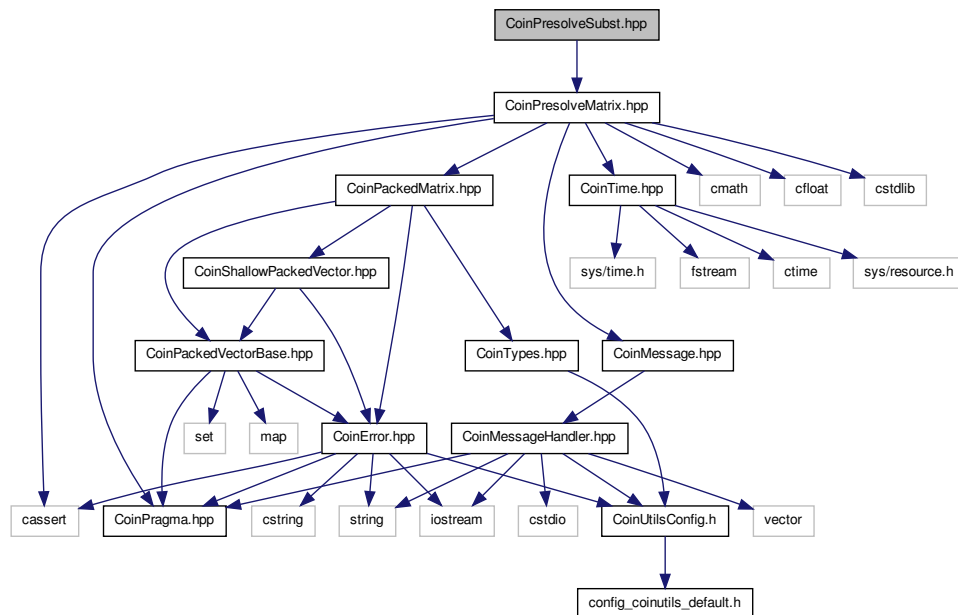 CoinPresolveSubst.hpp
CoinPresolveMatrix.hpp
CoinPackedMatrix.hpp
CoinTime.hpp
cmath
cfloat
cstdlib
CoinShallowPackedVector.hpp
sys/time.h
fstream
ctime
sys/resource.h
CoinPackedVectorBase.hpp
CoinTypes.hpp
CoinMessage.hpp
set
map
CoinError.hpp
CoinMessageHandler.hpp
cassert
CoinPragma.hpp
cstring
string
iostream
cstdio
CoinUtilsConfig.h
vector
config_coinutils_default.h